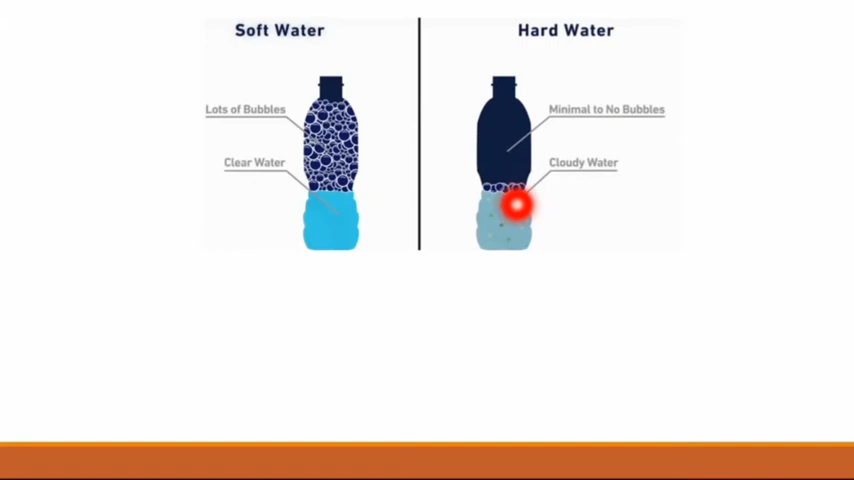 Soft Water
Lots of Bubbles
Clear Water
Hard Water
Minimal to No Bubbles
Cloudy Water